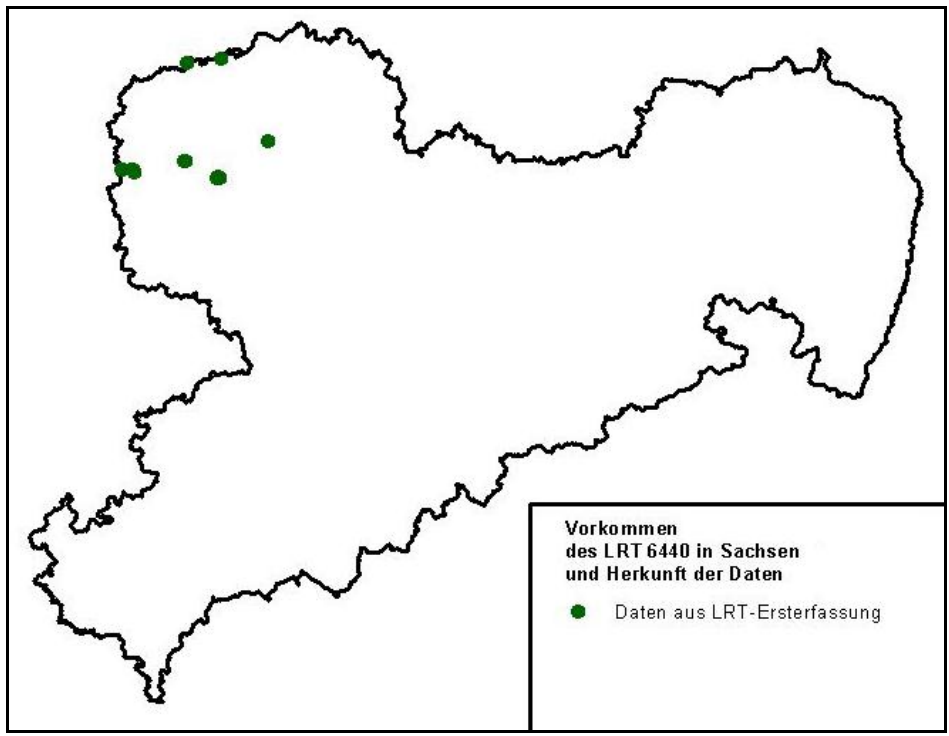 Vorkommen
des LRT 6440 in Sachsen
und Herkunft der Daten
Daten aus LRT-Ersterfassung